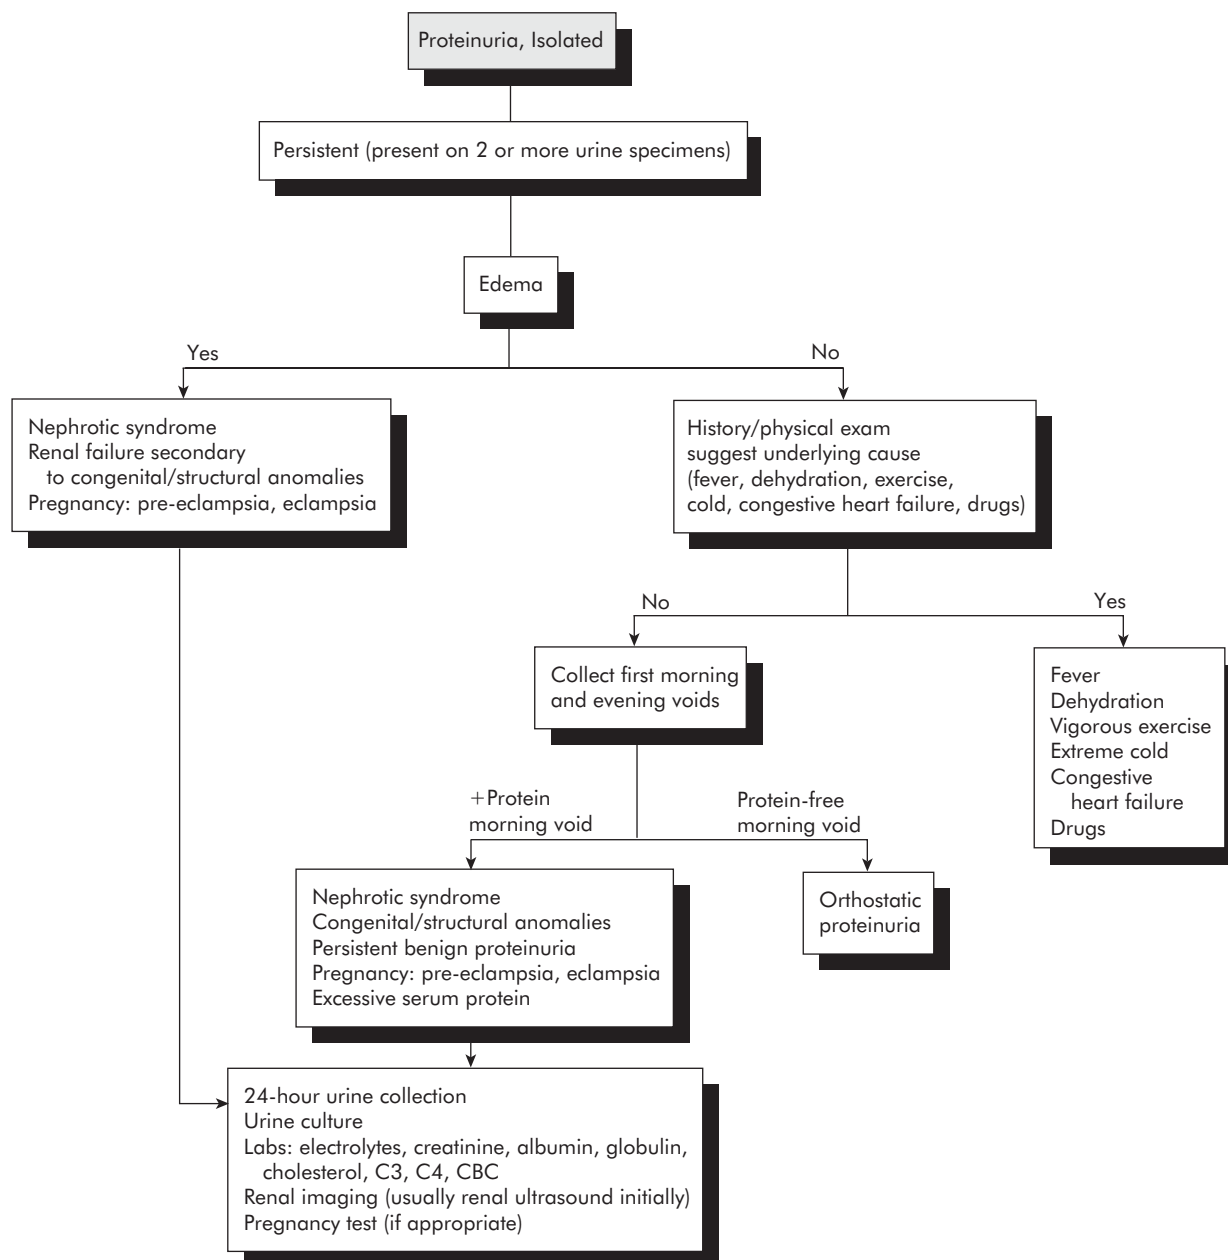 Proteinuria, Isolated
Persistent (present on 2 or more urine specimens)
Edema
Yes
No
Nephrotic syndrome
Renal failure secondary
to congenital/structural anomalies
Pregnancy: pre-eclampsia, eclampsia
History/physical exam
suggest underlying cause
(fever, dehydration, exercise,
cold, congestive heart failure, drugs)
No
Yes
Collect first morning
and evening voids
Fever
Dehydration
Vigorous exercise
Extreme cold
Congestive
heart failure
Drugs
+Protein
morning void
Protein-free
morning void
Nephrotic syndrome
Congenital/structural anomalies
Persistent benign proteinuria
Pregnancy: pre-eclampsia, eclampsia
Excessive serum protein
Orthostatic
proteinuria
24-hour urine collection
Urine culture
Labs: electrolytes, creatinine, albumin, globulin,
cholesterol, C3, C4, CBC
Renal imaging (usually renal ultrasound initially)
Pregnancy test (if appropriate)